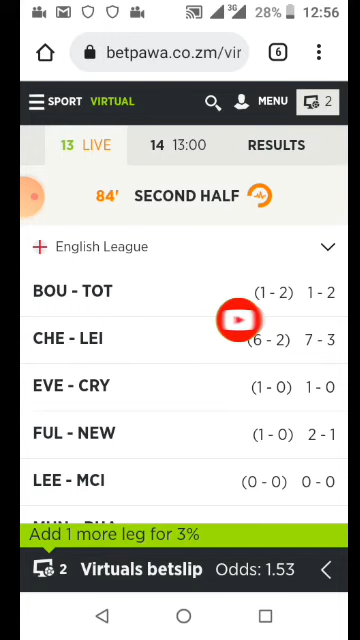 3G 28% 12:56
betpawa.co.zm/vir 6
SPORT VIRTUAL MENU 2
13 LIVE 14 13:00 RESULTS
84' SECOND HALF
English League
BOU - TOT (1 - 2) 1 - 2
CHE - LEI (6 - 2) 7 - 3
EVE - CRY (1 - 0) 1 - 0
FUL - NEW (1 - 0) 2 - 1
LEE - MCI (0 - 0) 0 - 0
Add 1 more leg for 3%
2 Virtuals betslip Odds: 1.53